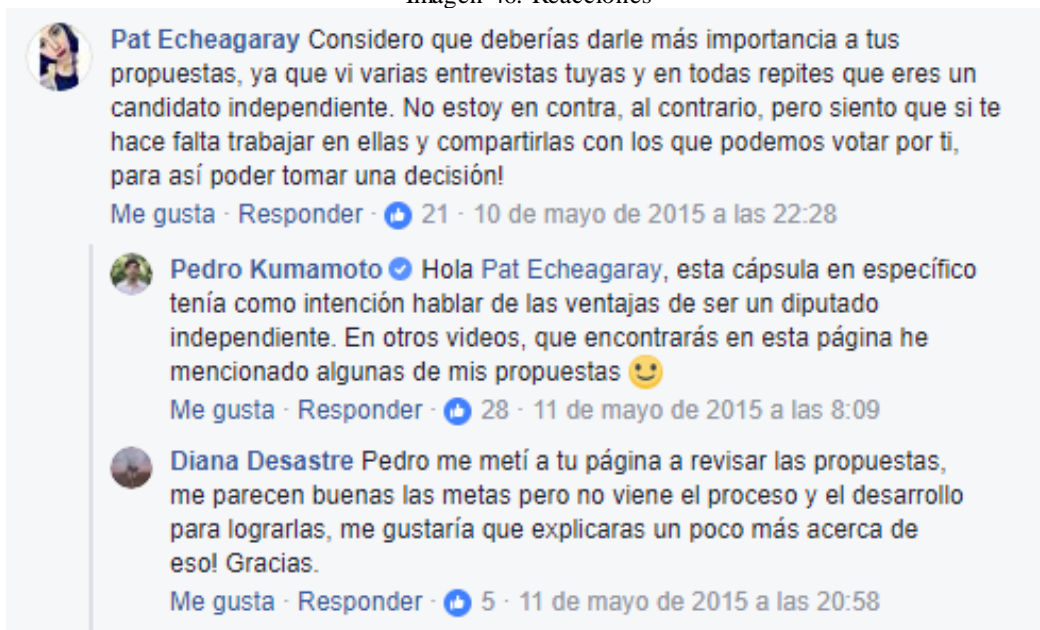 Imagen 48. Reacciones
Pat Echeagaray Considero que deberías darle más importancia a tus
propuestas, ya que vi varias entrevistas tuyas y en todas repites que eres un
candidato independiente. No estoy en contra, al contrario, pero siento que si te
hace falta trabajar en ellas y compartirlas con los que podemos votar por ti,
para así poder tomar una decisión!
Me gusta · Responder · 21 · 10 de mayo de 2015 a las 22:28
Pedro Kumamoto Hola Pat Echeagaray, esta cápsula en específico
tenía como intención hablar de las ventajas de ser un diputado
independiente. En otros videos, que encontrarás en esta página he
mencionado algunas de mis propuestas
Me gusta · Responder · 28 · 11 de mayo de 2015 a las 8:09
Diana Desastre Pedro me metí a tu página a revisar las propuestas,
me parecen buenas las metas pero no viene el proceso y el desarrollo
para lograrlas, me gustaría que explicaras un poco más acerca de
eso! Gracias.
Me gusta · Responder · 5 · 11 de mayo de 2015 a las 20:58